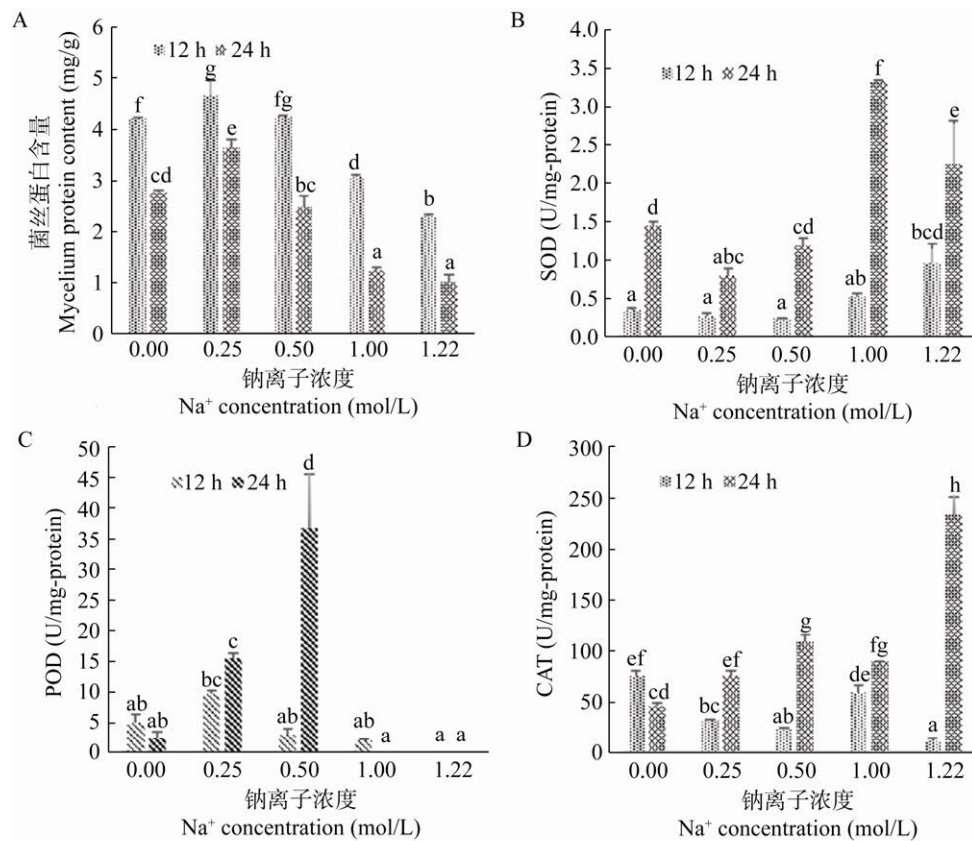 A
菌丝蛋白含量
Mycelium protein content (mg/g)
6
5
4
3
2
1
0
12 h 24 h
f
cd
g
e
fg
bc
d
a
b
a
0.00 0.25 0.50 1.00 1.22
钠离子浓度
Na⁺ concentration (mol/L)
B
SOD (U/mg-protein)
4.0
3.5
3.0
2.5
2.0
1.5
1.0
0.5
0.0
12 h 24 h
a
d
a
abc
a
cd
ab
f
bcd
e
0.00 0.25 0.50 1.00 1.22
钠离子浓度
Na⁺ concentration (mol/L)
C
POD (U/mg-protein)
50
45
40
35
30
25
20
15
10
5
0
12 h 24 h
ab
ab
bc
c
ab
d
ab
a
a
a
0.00 0.25 0.50 1.00 1.22
钠离子浓度
Na⁺ concentration (mol/L)
D
CAT (U/mg-protein)
300
250
200
150
100
50
0
12 h 24 h
ef
cd
bc
ef
ab
g
de
fg
a
h
0.00 0.25 0.50 1.00 1.22
钠离子浓度
Na⁺ concentration (mol/L)